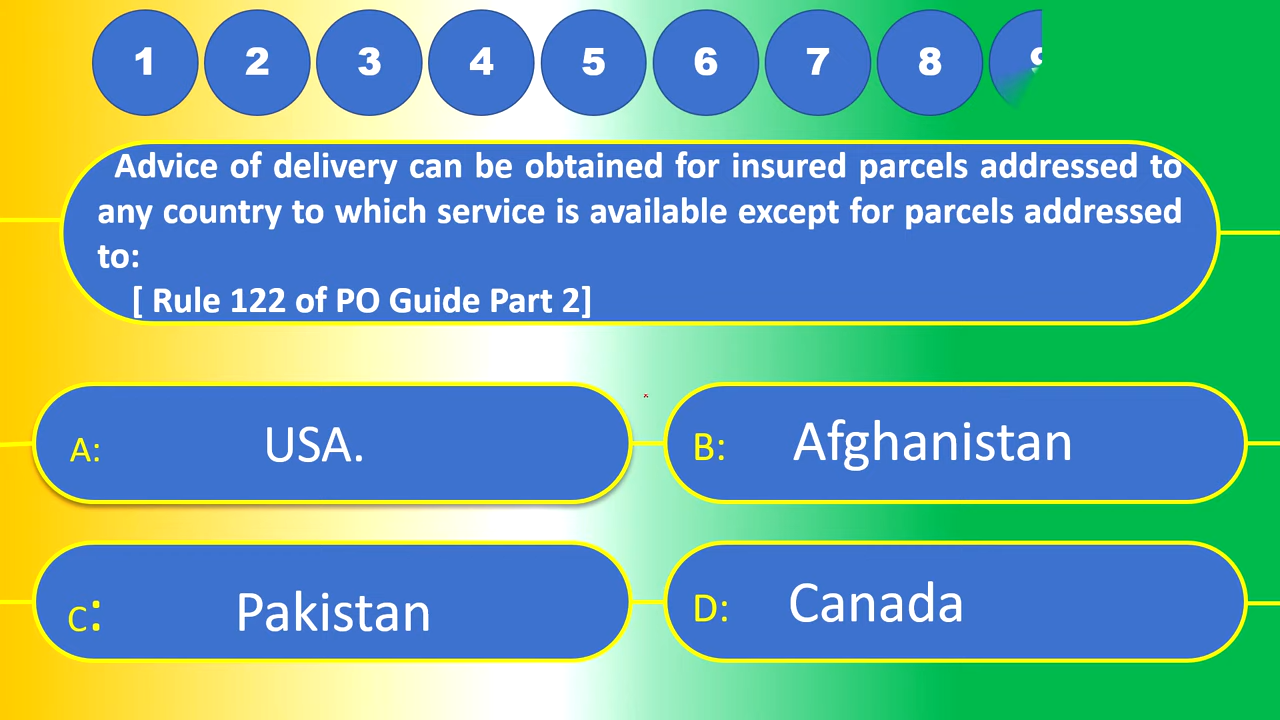 1 2 3 4 5 6 7 8 9
Advice of delivery can be obtained for insured parcels addressed to
any country to which service is available except for parcels addressed
to:
[ Rule 122 of PO Guide Part 2]
A: USA.
B: Afghanistan
C: Pakistan
D: Canada